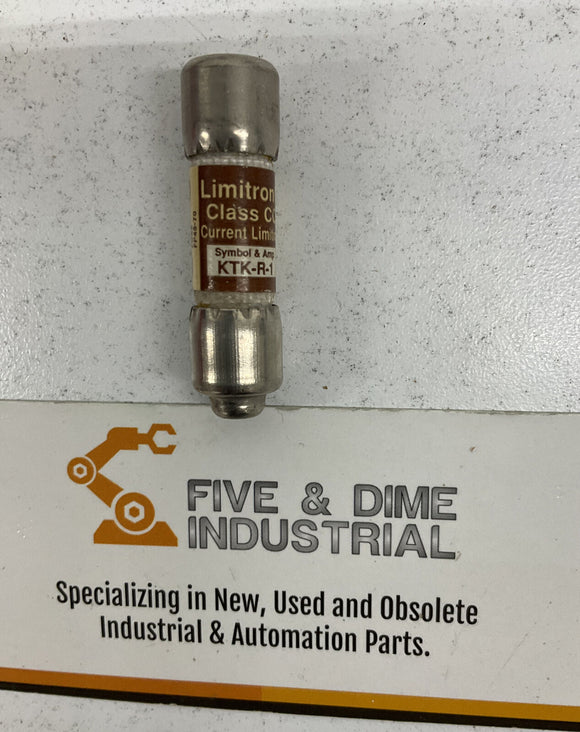 Limitron
Class C
Current Limit
Symbol & Amp
KTK-R-1
FIVE & DIME
INDUSTRIAL
Specializing in New, Used and Obsolete
Industrial & Automation Parts.